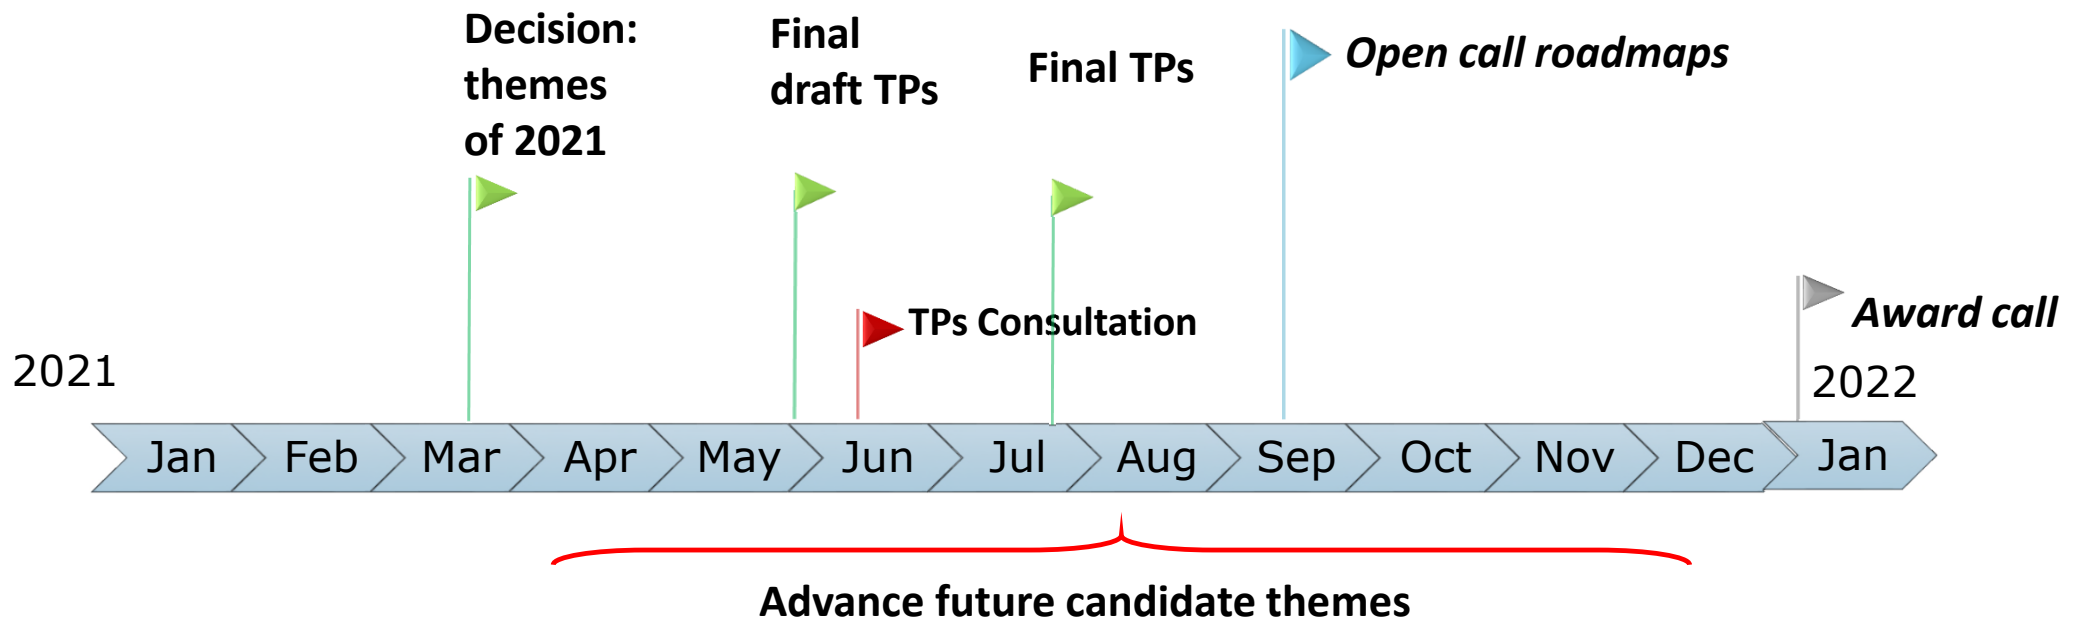 Decision:
themes
of 2021
Final
draft TPs
Final TPs
Open call roadmaps
TPs Consultation
Award call
2021
2022
Jan Feb Mar Apr May Jun Jul Aug Sep Oct Nov Dec Jan
Advance future candidate themes